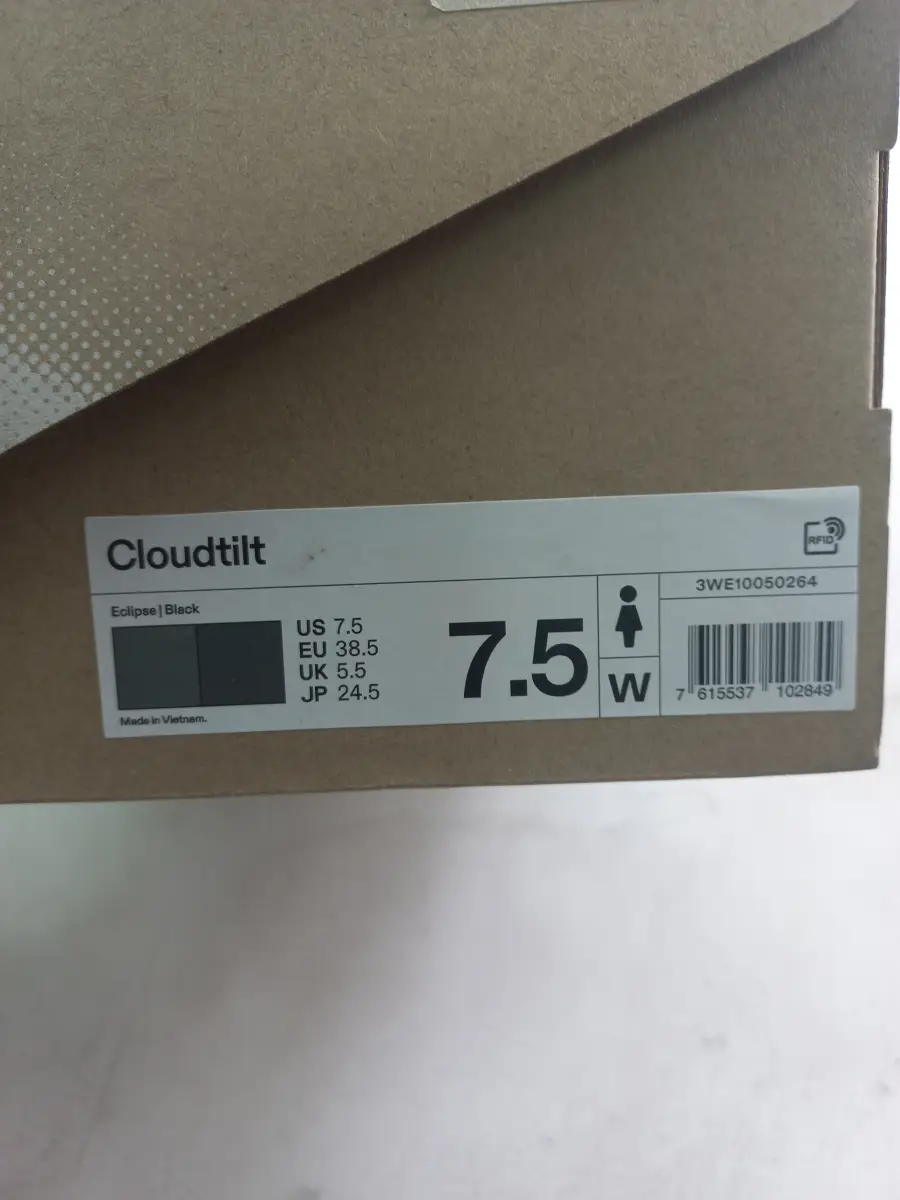 Cloudtilt
RFID
Eclipse | Black
US 7.5
EU 38.5
UK 5.5
JP 24.5
Made in Vietnam.
7.5
W
3WE10050264
7 615537 102849